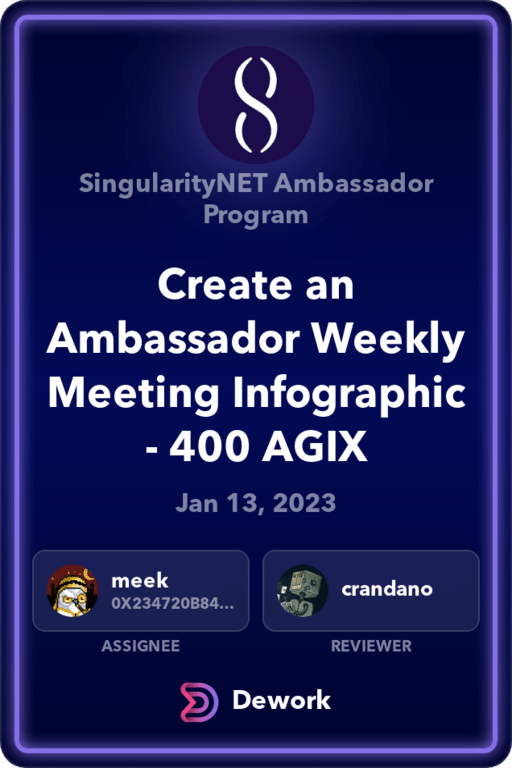 SingularityNET Ambassador
Program
Create an
Ambassador Weekly
Meeting Infographic
- 400 AGIX
Jan 13, 2023
meek
0X234720B84...
crandano
ASSIGNEE
REVIEWER
Dework